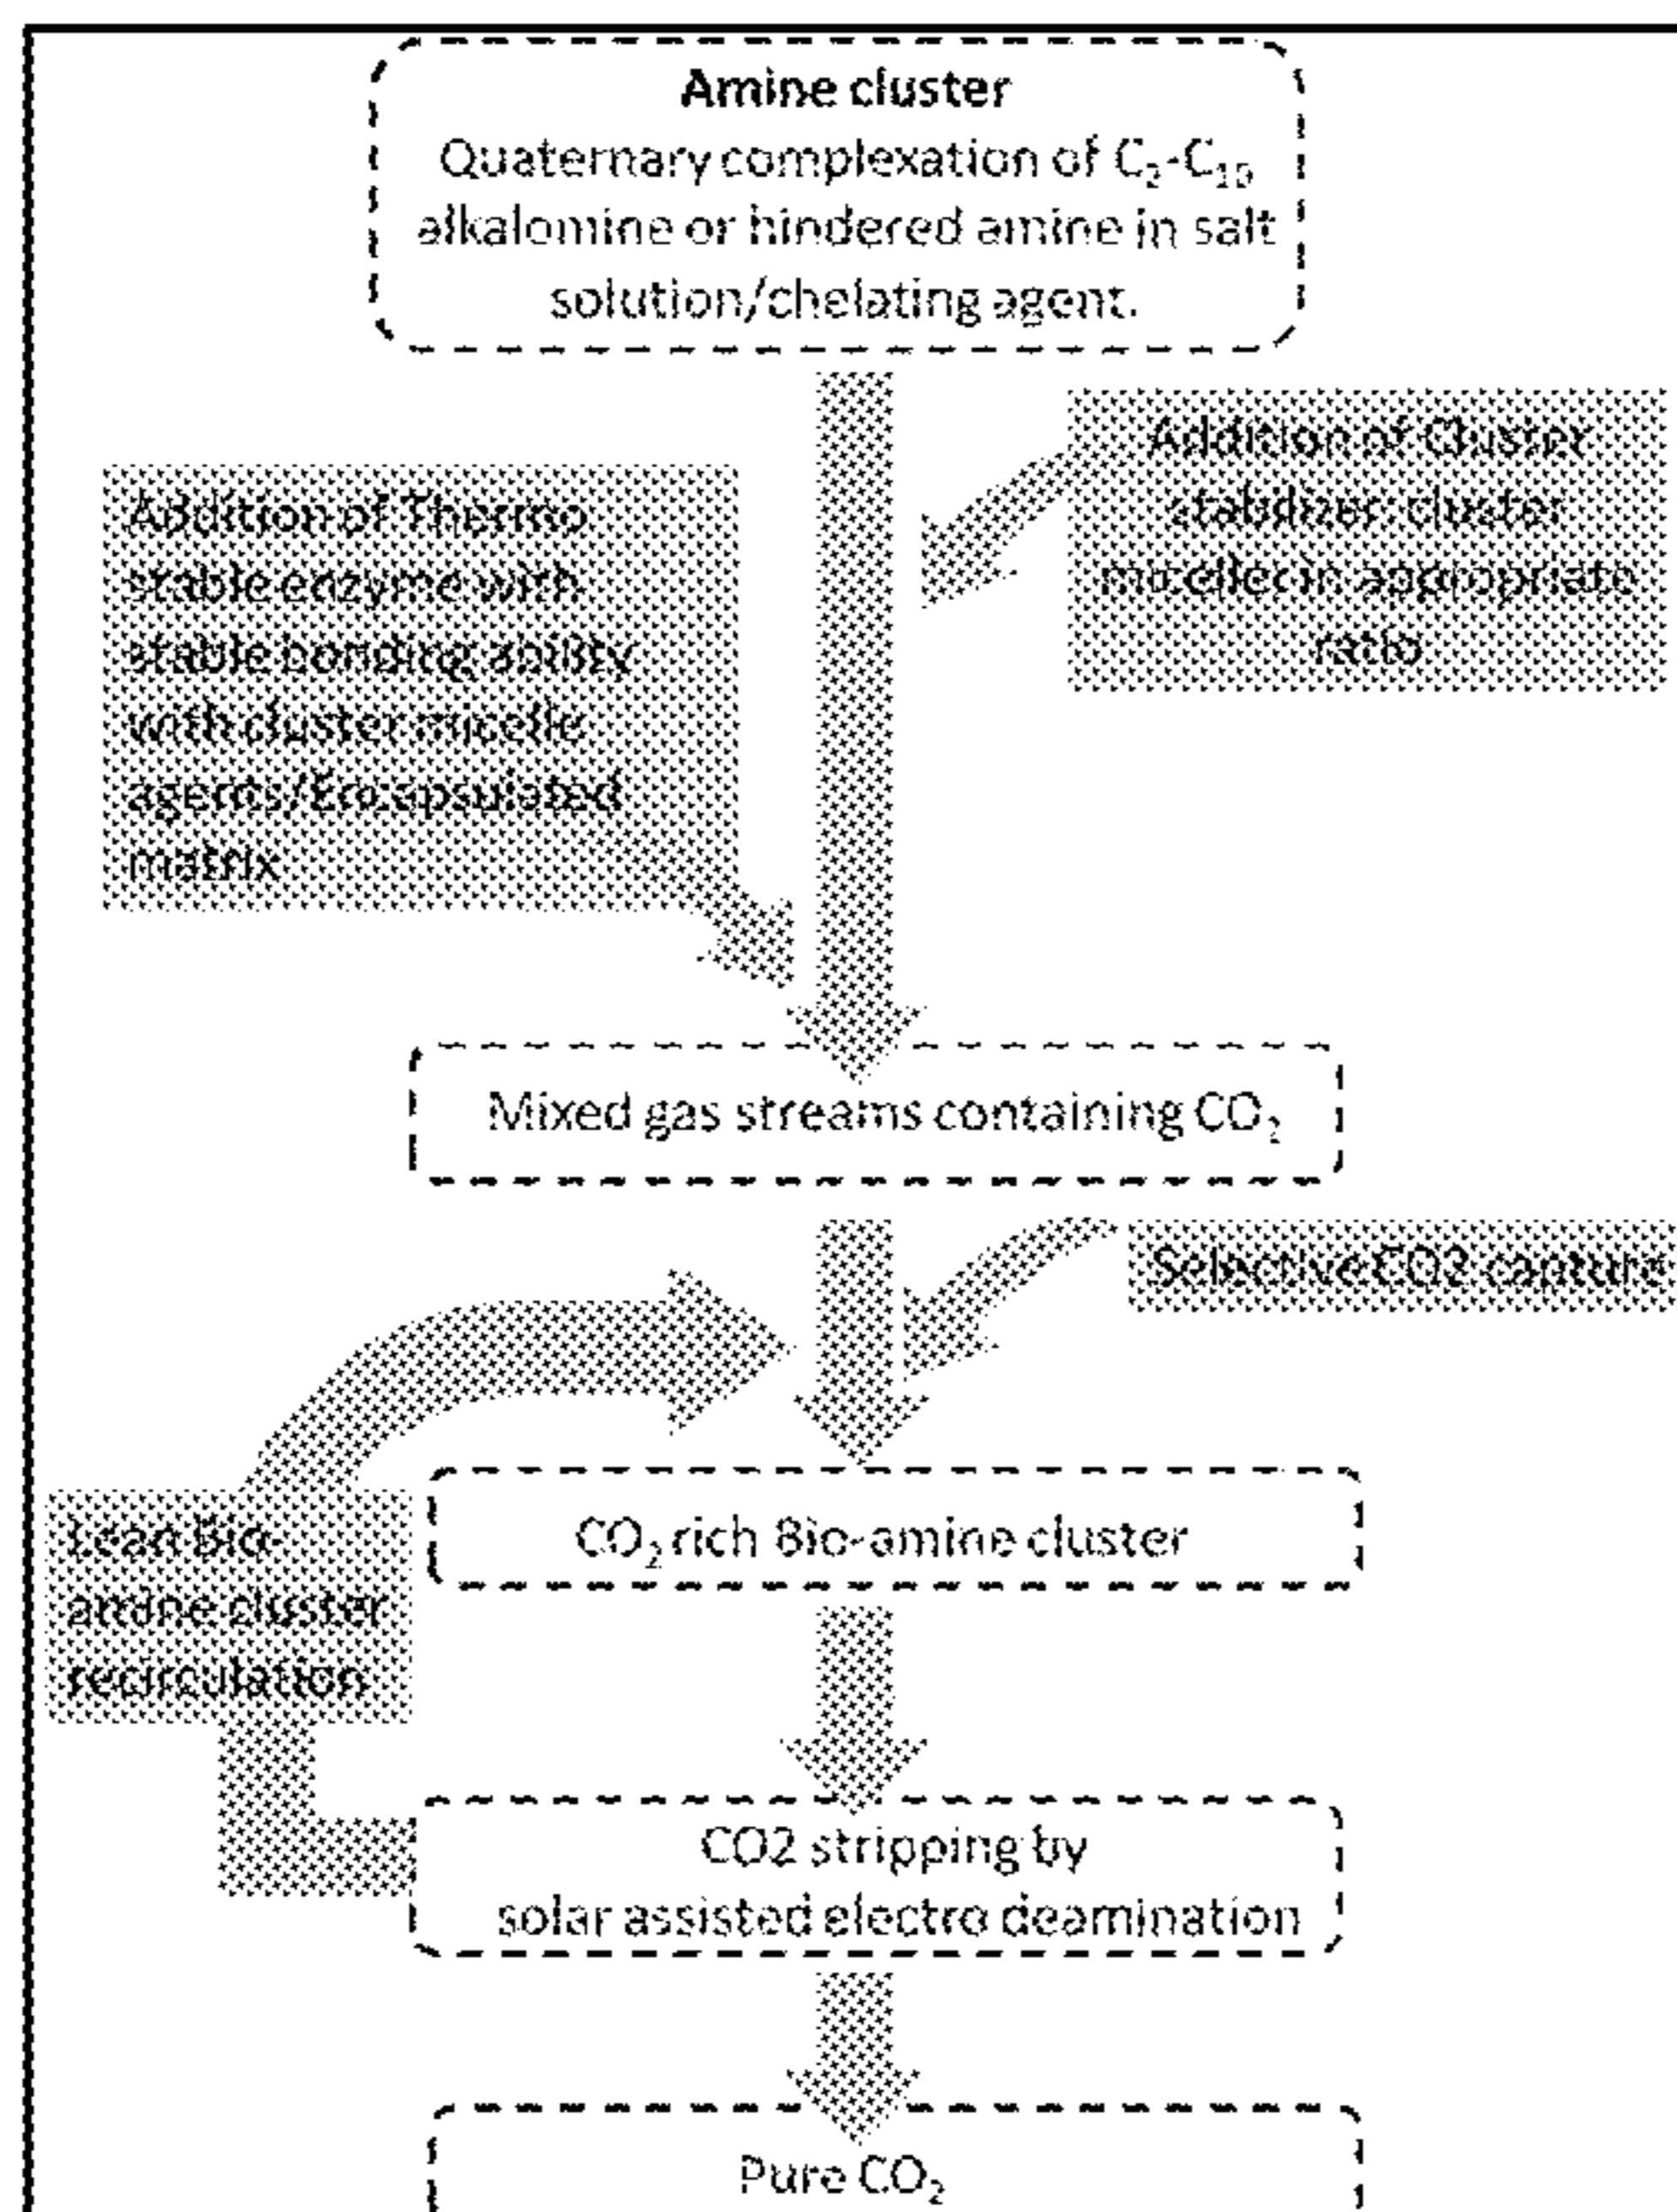 Amine cluster
Quaternary complexation of C₂-C₁₀
alkalomine or hindered amine in salt
solution/chelating agent.
Addition of Cluster
stabilizer: cluster
micelle in appropriate
ratio
Addition of Thermo
stable enzyme with
stable bonding ability
with cluster micelle
agents/Encapsulated
matrix
Mixed gas streams containing CO₂
Selective CO2 capture
Lean Bio-
amine cluster
recirculation
CO₂ rich Bio-amine cluster
CO2 stripping by
solar assisted electro deamination
Pure CO₂